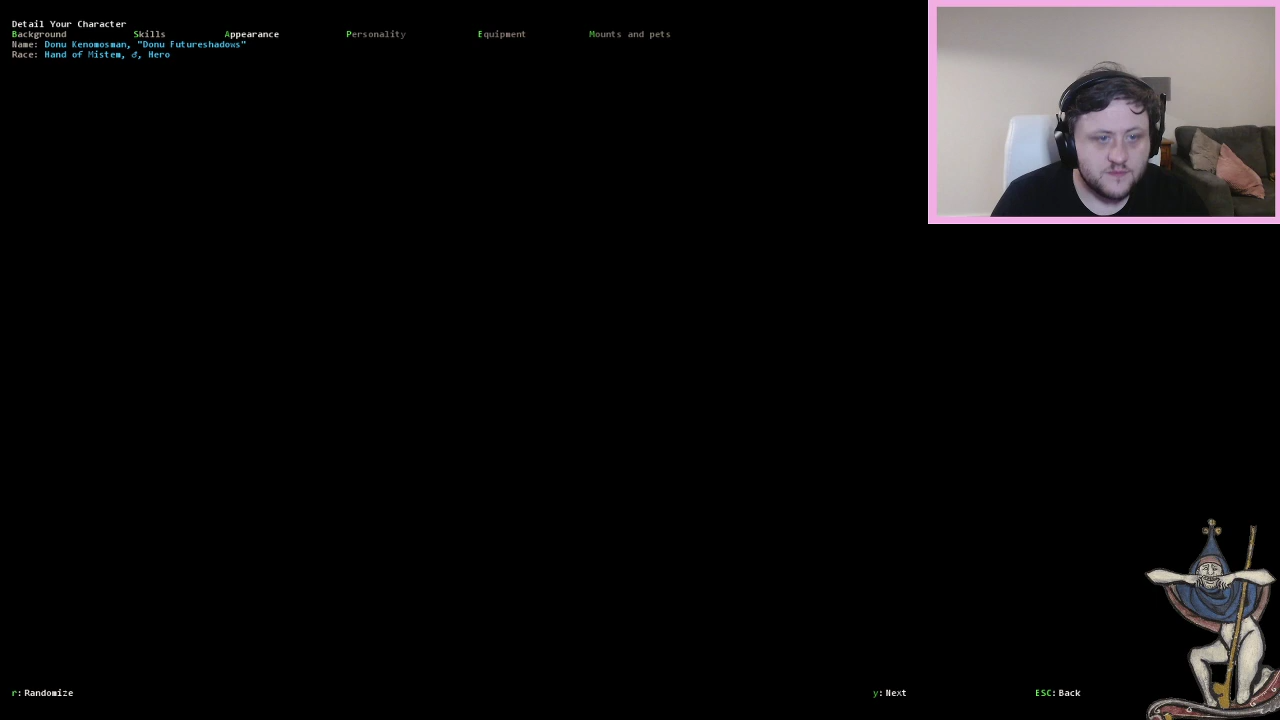 Detail Your Character
Background Skills Appearance Personality Equipment Mounts and pets
Name: Donu Kenomosman, "Donu Futureshadows"
Race: Hand of Mistem, ♂, Hero
r: Randomize y: Next ESC: Back